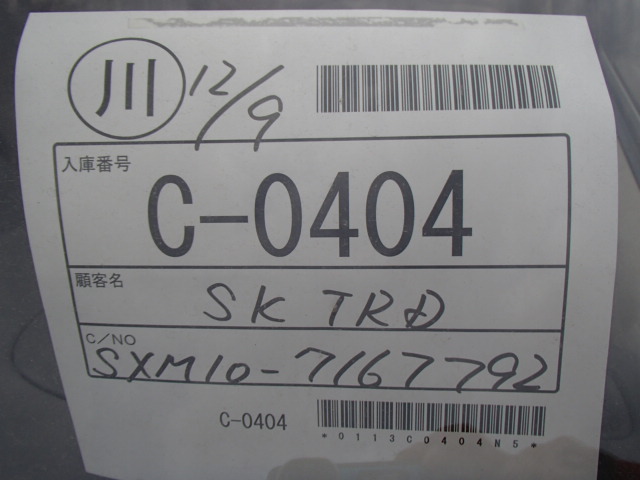 川 12/9
入庫番号
C-0404
顧客名
SK TRD
C/NO
SXM10-7167792
C-0404
*0113C0404N5*